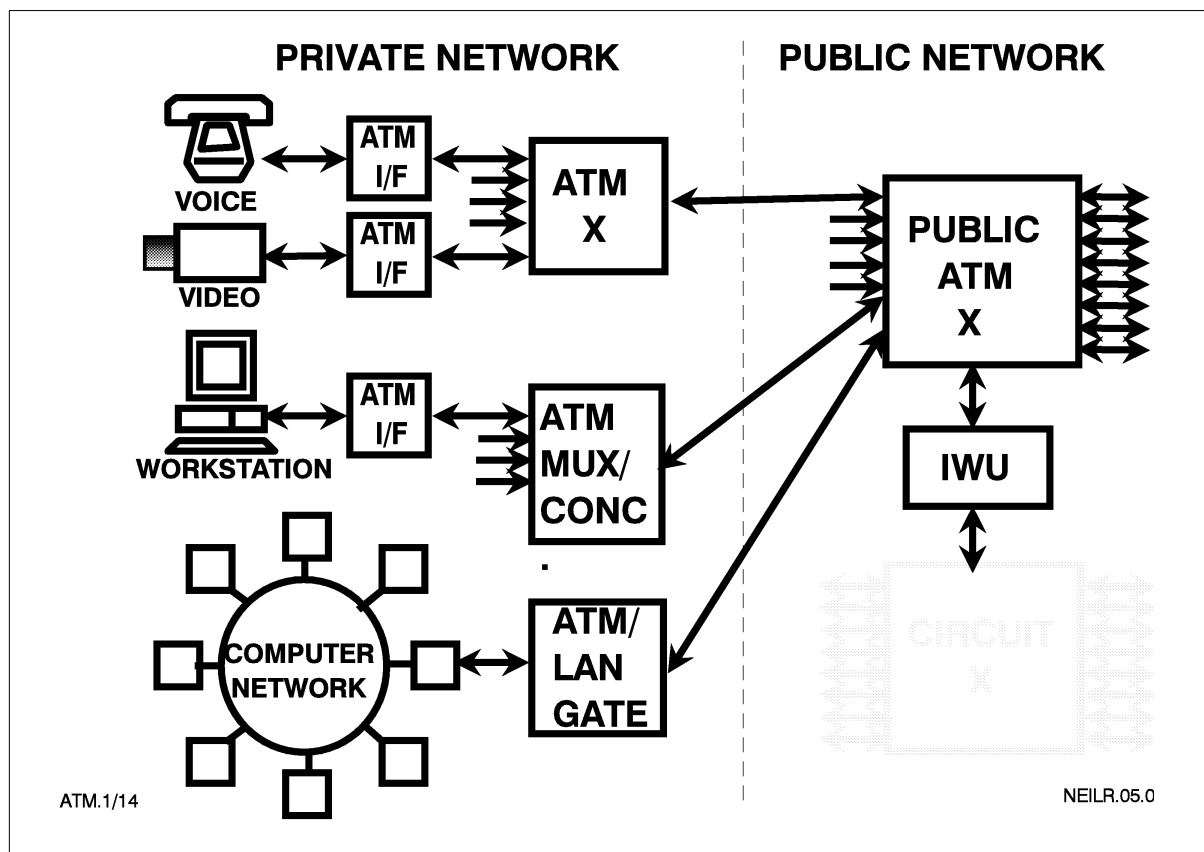 PRIVATE NETWORK
PUBLIC NETWORK
VOICE
ATM
I/F
ATM
X
VIDEO
ATM
I/F
PUBLIC
ATM
X
WORKSTATION
ATM
I/F
ATM
MUX/
CONC
.
IWU
COMPUTER
NETWORK
ATM/
LAN
GATE
CIRCUIT
X
ATM.1/14
NEILR.05.0